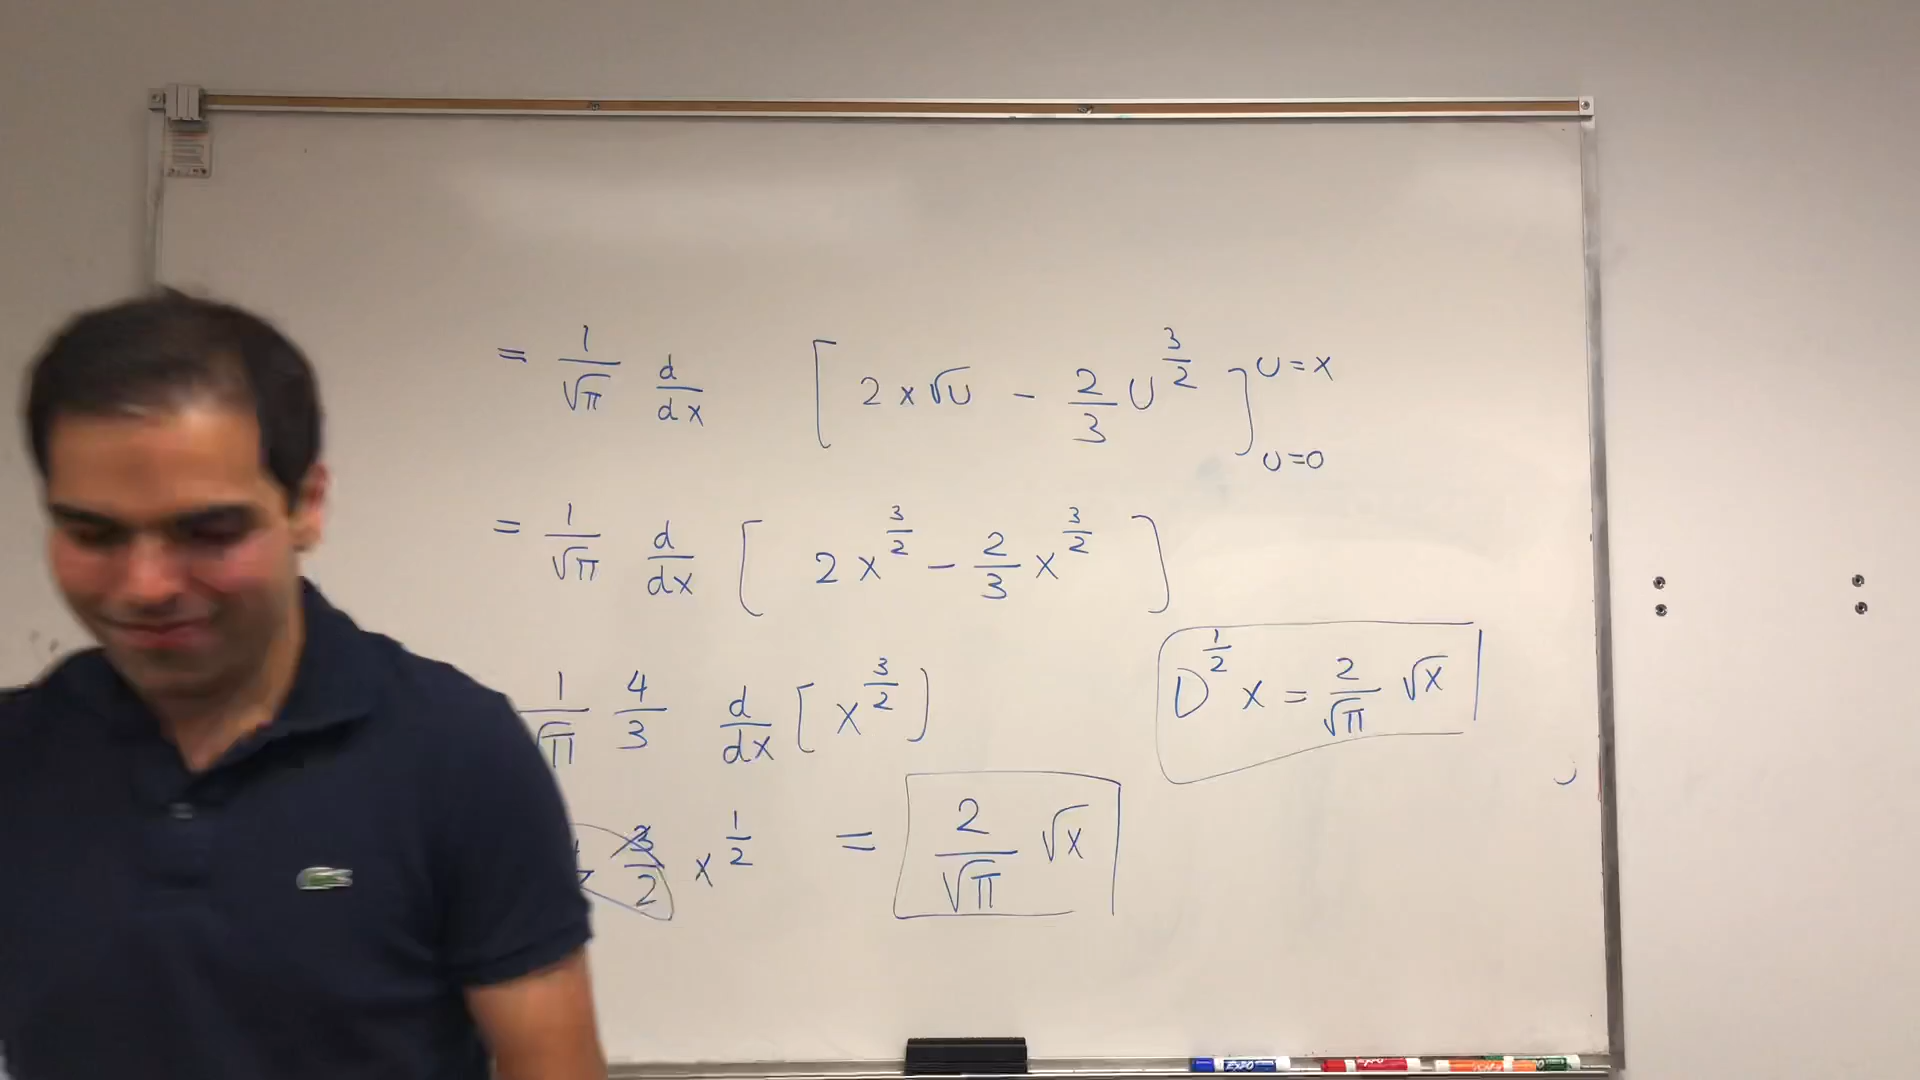 = 1/√π d/dx [ 2x√u − 2/3 u^(3/2) ] u=x u=0
= 1/√π d/dx [ 2x^(3/2) − 2/3 x^(3/2) ]
1/√π 4/3 d/dx [ x^(3/2) ]
D^(1/2) x = 2/√π √x
3/2 x^(1/2) = 2/√π √x
EXPO